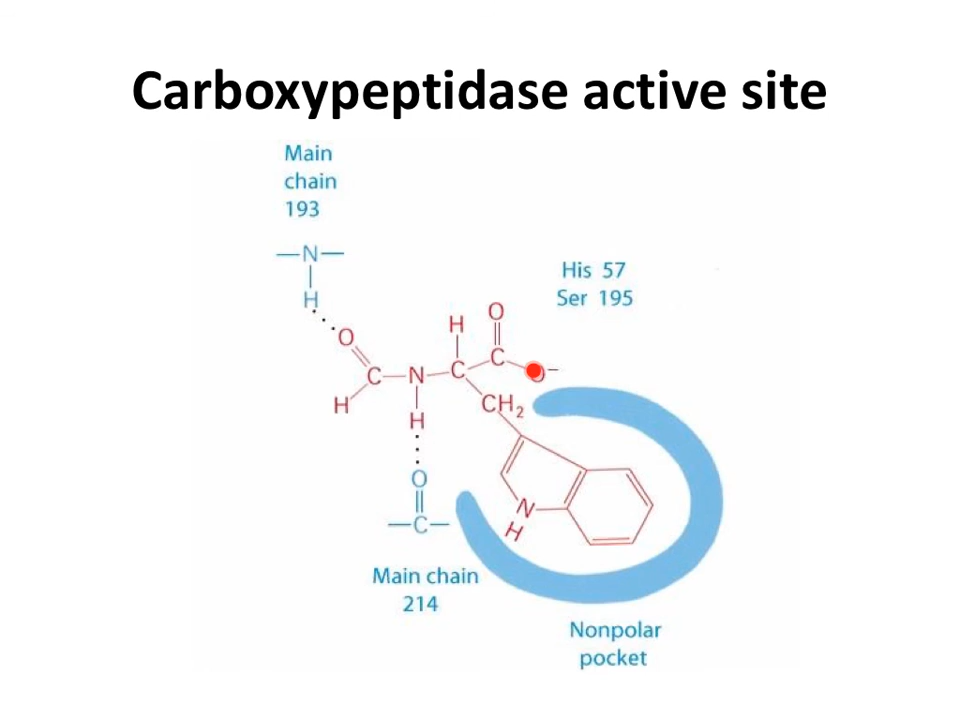 Carboxypeptidase active site
Main
chain
193
—N—
H
His 57
Ser 195
O
H
O
C—N—C
C
O⁻
H
H
CH₂
O
—C—
N
H
Main chain
214
Nonpolar
pocket